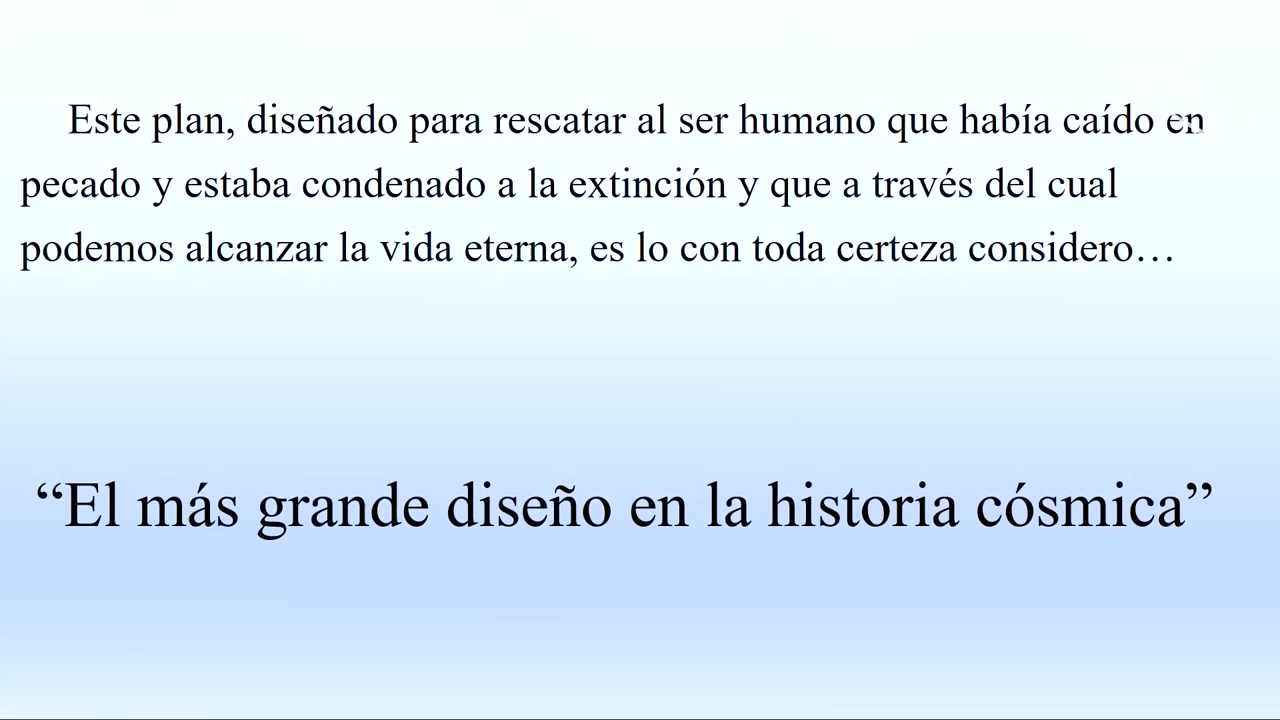 Este plan, diseñado para rescatar al ser humano que había caído en
pecado y estaba condenado a la extinción y que a través del cual
podemos alcanzar la vida eterna, es lo con toda certeza considero…
“El más grande diseño en la historia cósmica”